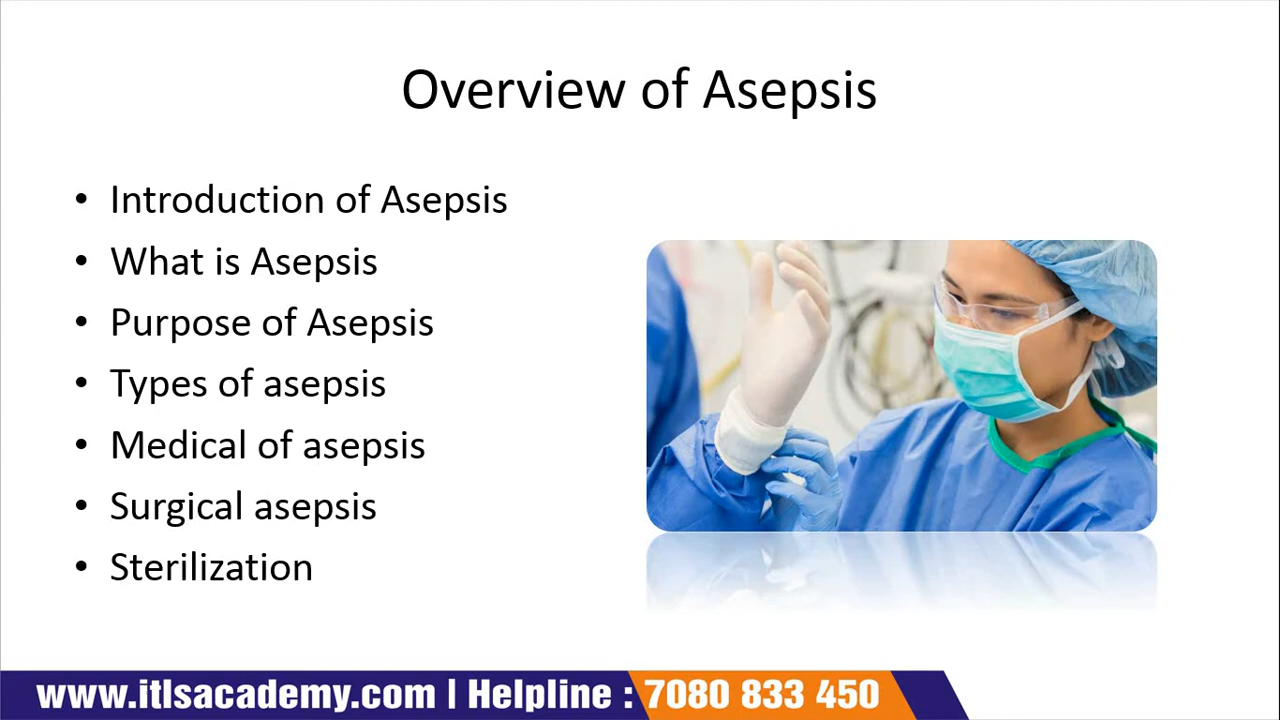 Overview of Asepsis
• Introduction of Asepsis
• What is Asepsis
• Purpose of Asepsis
• Types of asepsis
• Medical of asepsis
• Surgical asepsis
• Sterilization
www.itlsacademy.com | Helpline : 7080 833 450